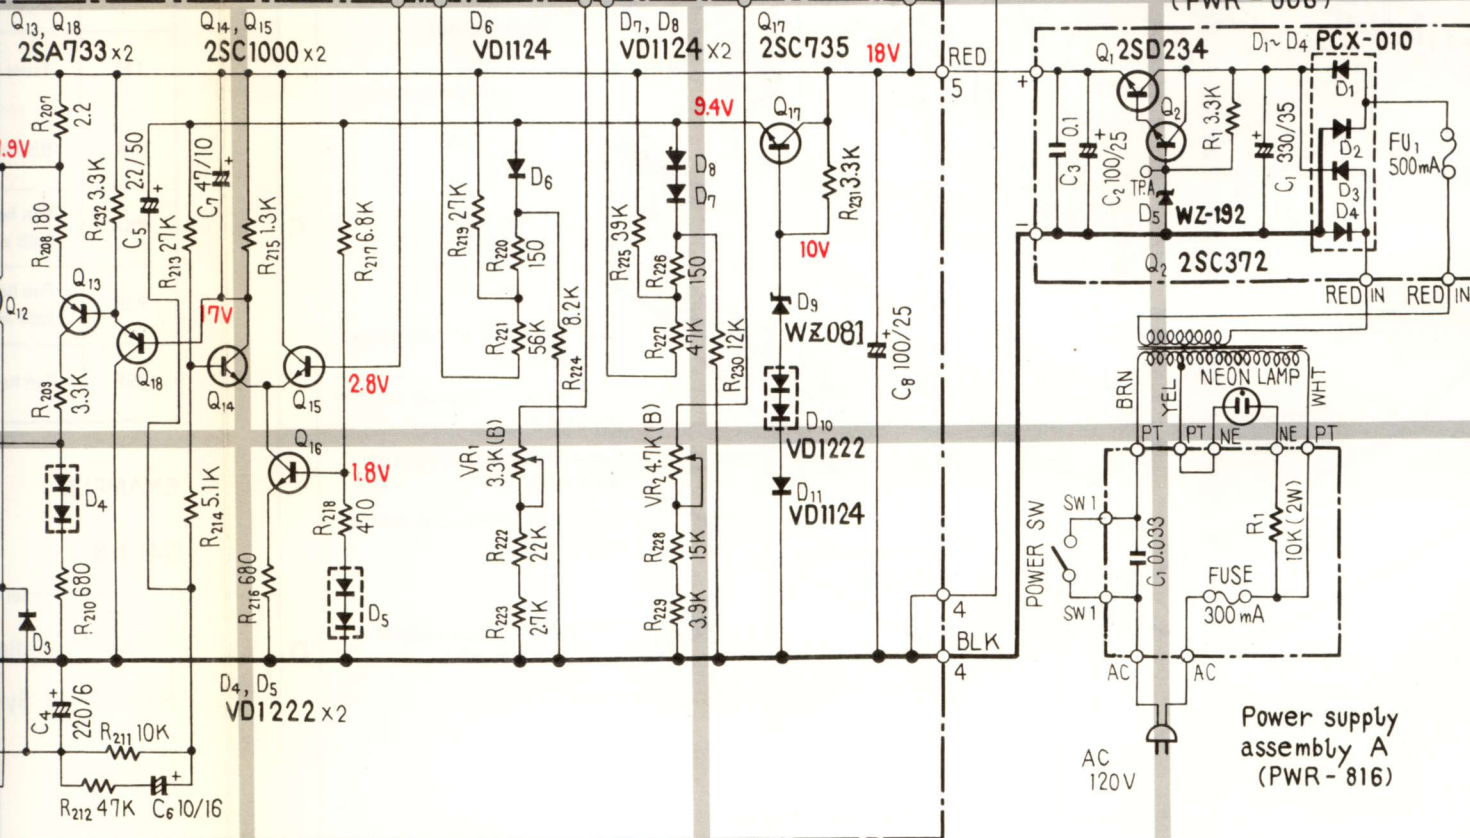 (PWR-
Q13, Q18
2SA733×2
Q14, Q15
2SC1000×2
D6
VD1124
D7, D8
VD1124×2
Q17
2SC735
18V
RED
5
Q1 2SD234
D1~D4 PCX-010
D1
D2
D3
D4
R207
2.2
9.4V
Q17
Q2
+
C3 0.1
+
C2 100/25
R1 3.3K
+
C1 330/35
FU1
500mA
.9V
R232 3.3K
C5 22/50
+
C7 47/10
+
D6
D8
D7
R231 3.3K
T.P.A
D5
WZ-192
R208 180
R213 27K
R215 1.3K
R217 6.8K
R219 27K
R220
150
R225 39K
R226
150
10V
−
Q2 2SC372
RED IN
RED IN
Q13
Q12
17V
R221
56K
8.2K
R224
R227
47K
R230 12K
D9
WZ081
+
C8 100/25
Q18
R209
3.3K
Q14
Q15
2.8V
BRN
YEL
NEON LAMP
WHT
D10
VD1222
PT
PT
NE
NE
PT
Q16
1.8V
VR1
3.3K(B)
VR2 4.7K(B)
D11
VD1124
D4
R214 5.1K
R218
470
SW1
POWER SW
C1 0.033
R1
10K(2W)
R222
22K
R228
15K
FUSE
300mA
SW1
R210 680
R216 680
D5
R223
27K
R229
3.9K
4
D3
BLK
4
AC
AC
D4, D5
VD1222×2
C4
+
220/6
R211 10K
R212 47K
+
C6 10/16
AC
120V
Power supply
assembly A
(PWR-816)